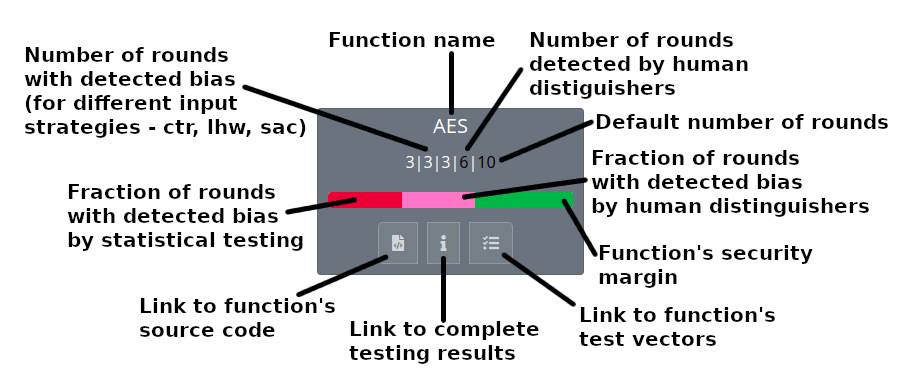 Function name
Number of rounds
with detected bias
(for different input
strategies - ctr, lhw, sac)
Number of rounds
detected by human
distiguishers
AES
3|3|3|6|10
Default number of rounds
Fraction of rounds
with detected bias
by human distinguishers
Fraction of rounds
with detected bias
by statistical testing
Function's security
margin
Link to function's
source code
Link to complete
testing results
Link to function's
test vectors